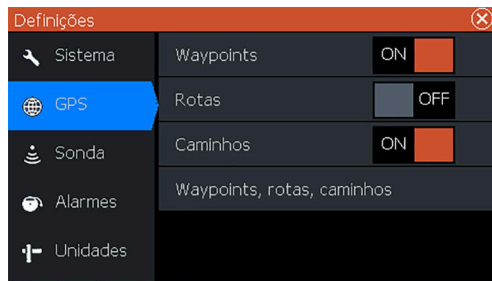 Definições
Sistema
GPS
Sonda
Alarmes
Unidades
Waypoints ON
Rotas OFF
Caminhos ON
Waypoints, rotas, caminhos